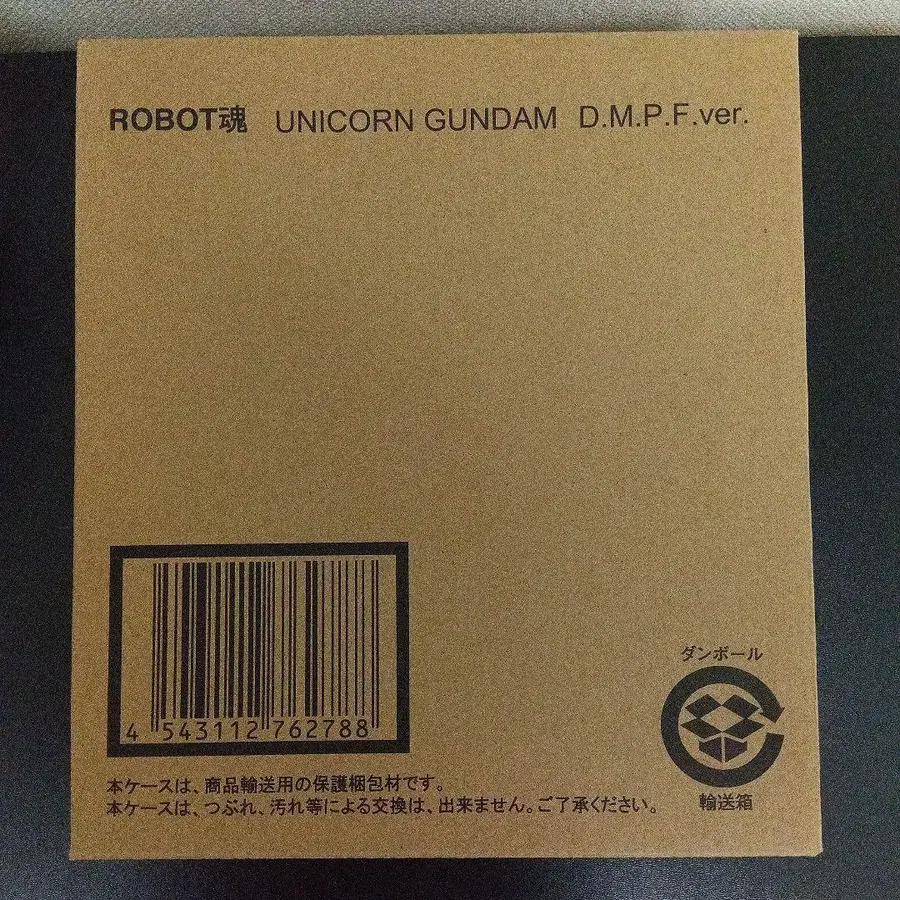 ROBOT魂 UNICORN GUNDAM D.M.P.F.ver.
4 543112 762788
ダンボール
輸送箱
本ケースは、商品輸送用の保護梱包材です。
本ケースは、つぶれ、汚れ等による交換は、出来ません。ご了承ください。